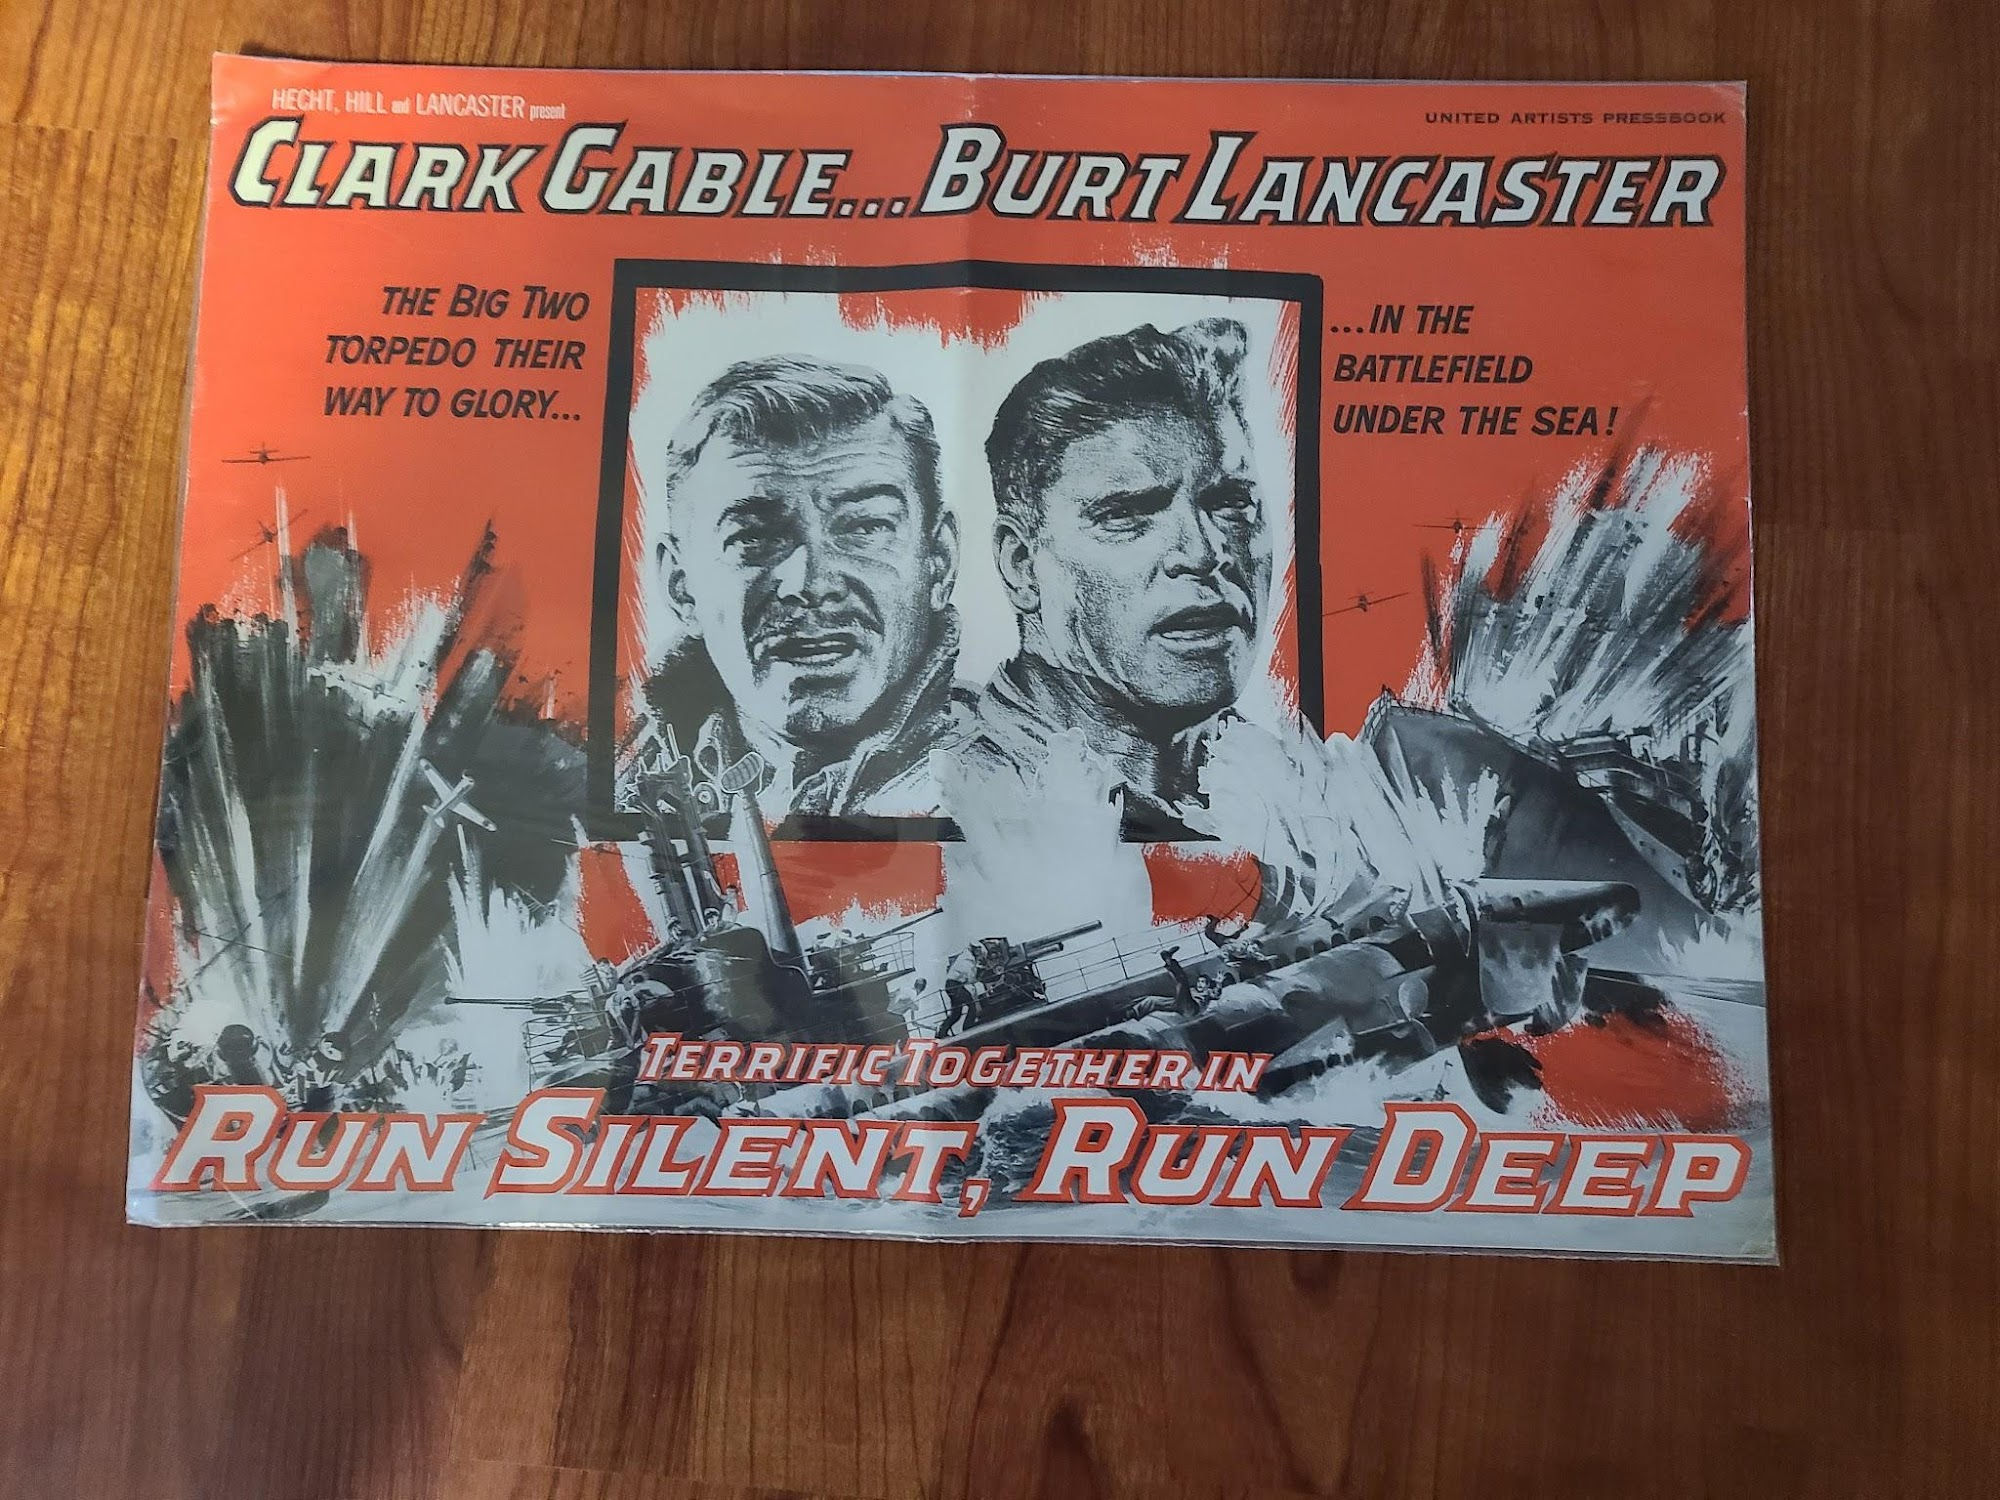 HECHT, HILL and LANCASTER present
UNITED ARTISTS PRESSBOOK
CLARK GABLE...BURT LANCASTER
THE BIG TWO
TORPEDO THEIR
WAY TO GLORY...
...IN THE
BATTLEFIELD
UNDER THE SEA!
TERRIFIC TOGETHER IN
RUN SILENT, RUN DEEP